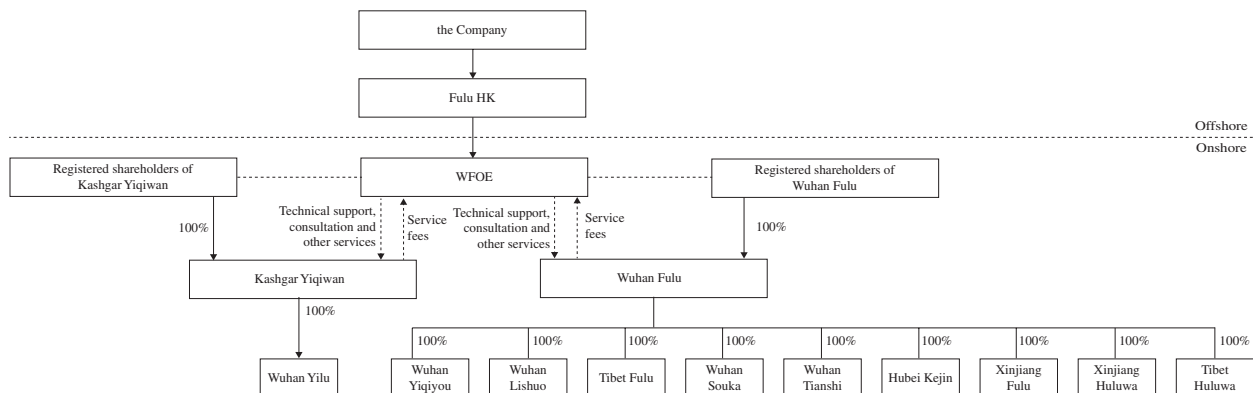 the Company
Fulu HK
Offshore
Onshore
Registered shareholders of
Kashgar Yiqiwan
WFOE
Registered shareholders of
Wuhan Fulu
100%
Technical support,
consultation and
other services
Service
fees
Technical support,
consultation and
other services
Service
fees
100%
Kashgar Yiqiwan
Wuhan Fulu
100%
100%
100%
100%
100%
100%
100%
100%
100%
100%
Wuhan Yilu
Wuhan
Yiqiyou
Wuhan
Lishuo
Tibet Fulu
Wuhan
Souka
Wuhan
Tianshi
Hubei Kejin
Xinjiang
Fulu
Xinjiang
Huluwa
Tibet
Huluwa